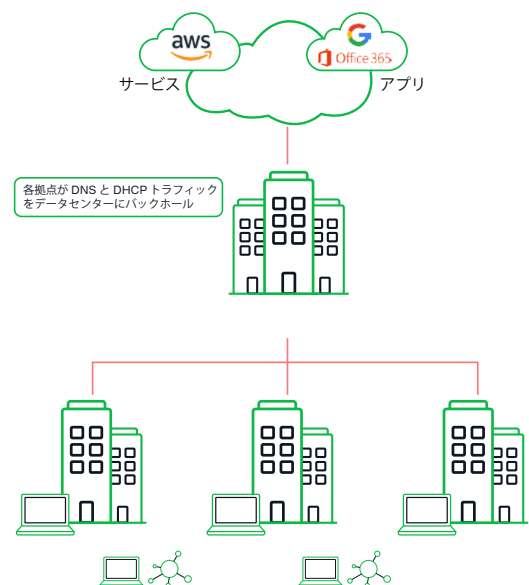 aws
Office 365
サービス
アプリ
各拠点が DNS と DHCP トラフィック
をデータセンターにバックホール